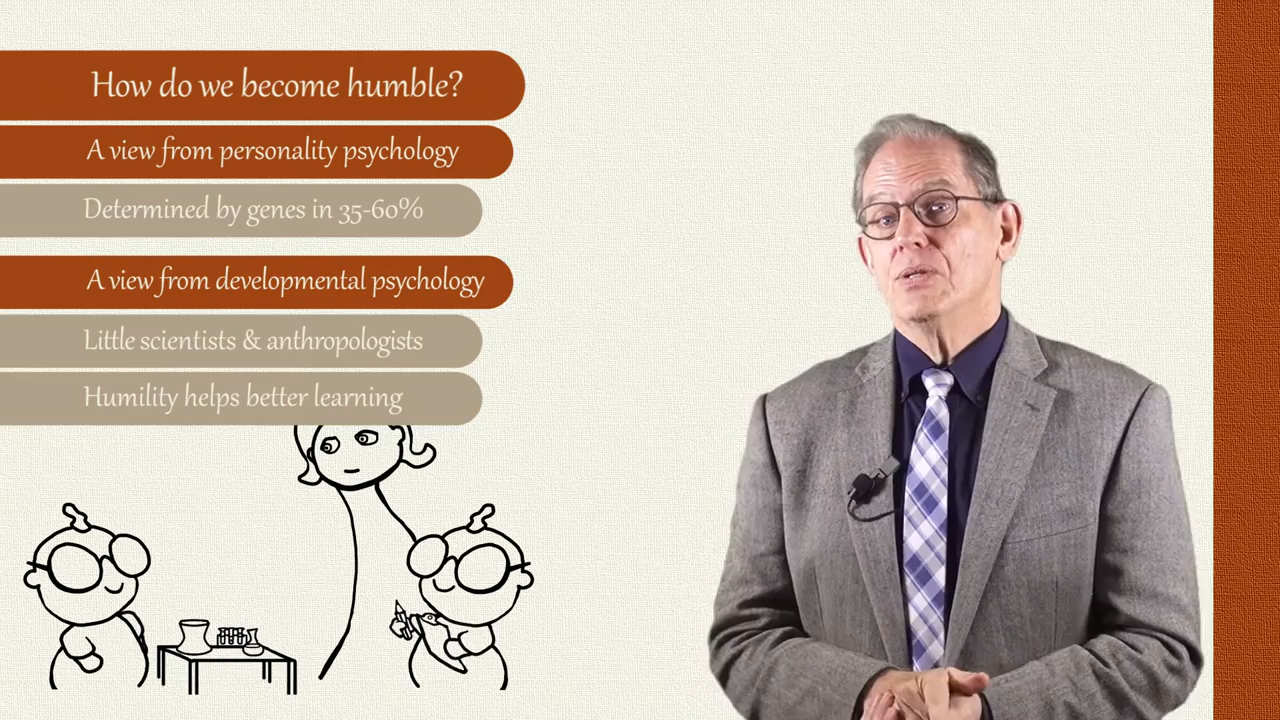 How do we become humble?
A view from personality psychology
Determined by genes in 35-60%
A view from developmental psychology
Little scientists & anthropologists
Humility helps better learning